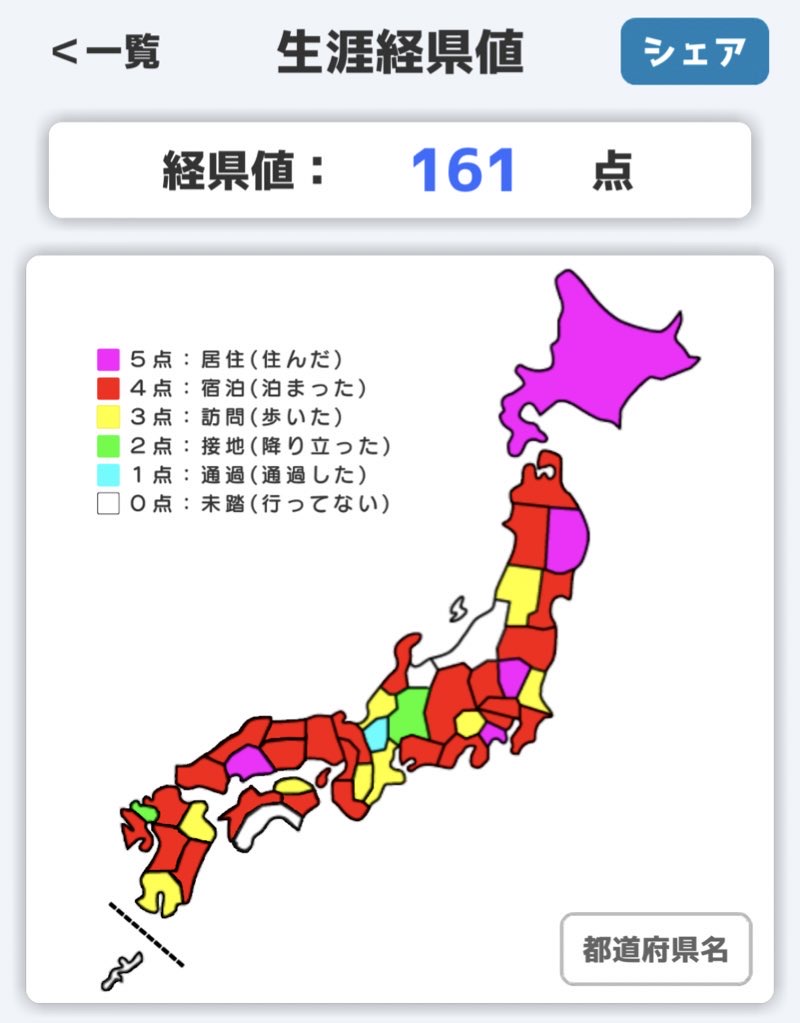 <一覧
生涯経県値
シェア
経県値： 161 点
5点：居住(住んだ)
4点：宿泊(泊まった)
3点：訪問(歩いた)
2点：接地(降り立った)
1点：通過(通過した)
0点：未踏(行ってない)
都道府県名